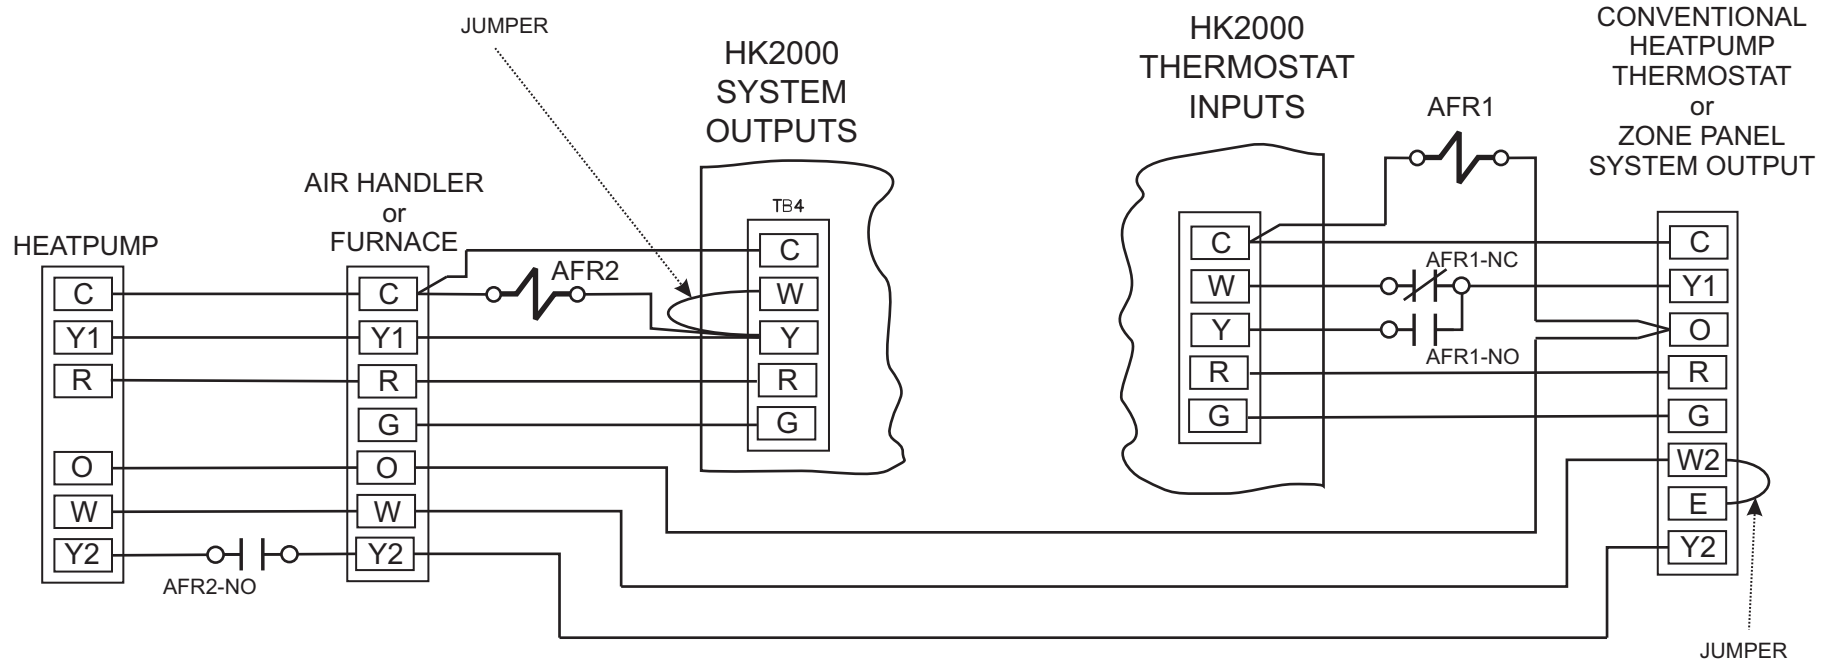 JUMPER
HK2000
SYSTEM
OUTPUTS
HK2000
THERMOSTAT
INPUTS
AFR1
CONVENTIONAL
HEATPUMP
THERMOSTAT
or
ZONE PANEL
SYSTEM OUTPUT
AIR HANDLER
or
FURNACE
HEATPUMP
C
Y1
R
O
W
Y2
AFR2-NO
C
Y1
R
G
O
W
Y2
AFR2
TB4
C
W
Y
R
G
C
W
Y
R
G
AFR1-NC
AFR1-NO
C
Y1
O
R
G
W2
E
Y2
JUMPER